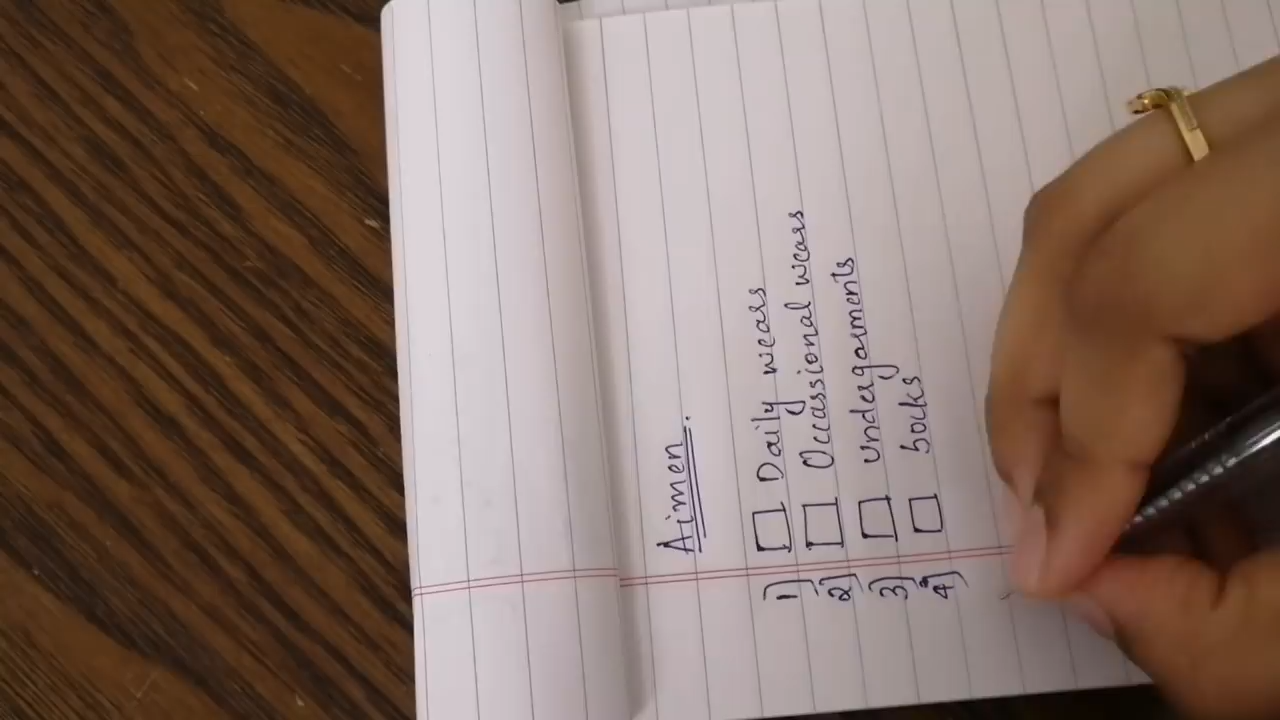 Aimen.
1) Daily wears
2) Occassional wears
3) undergarments
4) Socks